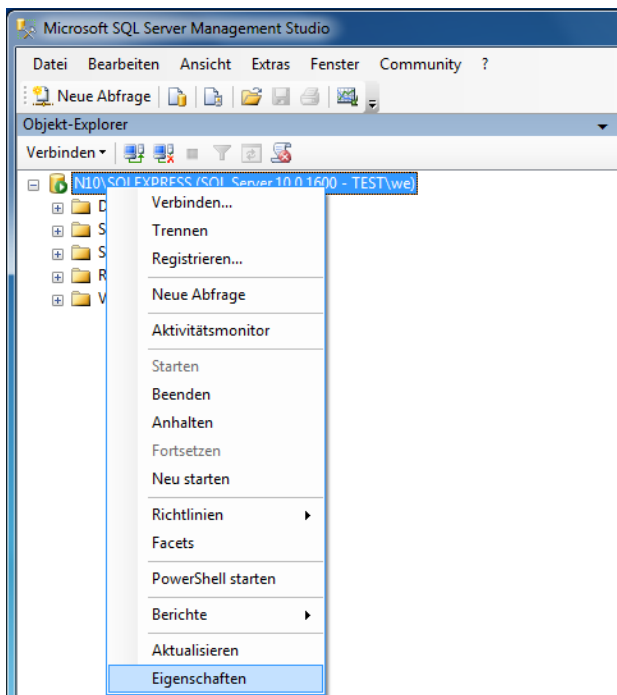 Microsoft SQL Server Management Studio
Datei Bearbeiten Ansicht Extras Fenster Community ?
Neue Abfrage
Objekt-Explorer
Verbinden
N10\SQLEXPRESS (SQL Server 10.0.1600 - TEST\we)
D
S
S
R
V
Verbinden...
Trennen
Registrieren...
Neue Abfrage
Aktivitätsmonitor
Starten
Beenden
Anhalten
Fortsetzen
Neu starten
Richtlinien
Facets
PowerShell starten
Berichte
Aktualisieren
Eigenschaften